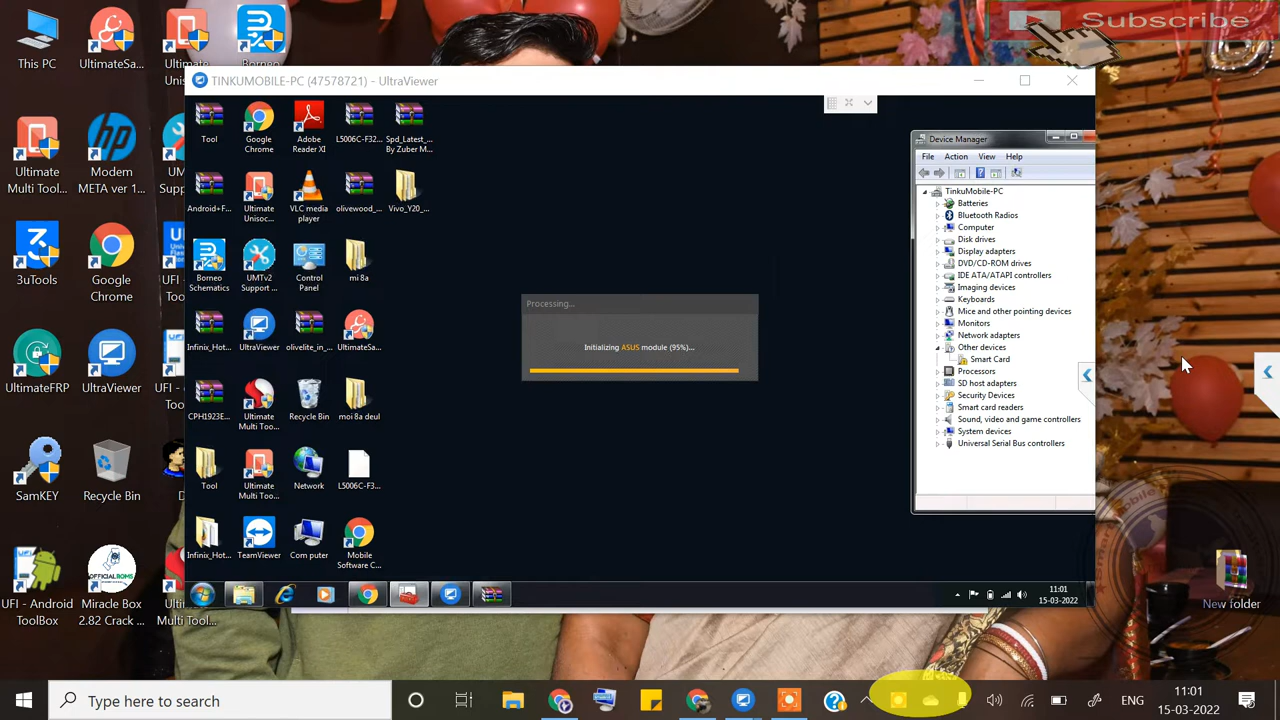 This PC
UltimateSa...
Ultimate
Unis...
Borneo
Subscribe
TINKUMOBILE-PC (47578721) - UltraViewer
Ultimate
Multi Tool...
Modem
META ver 1...
UM
Supp
3uTools
Google
Chrome
UFI
UltimateFRP
UltraViewer
UFI
Too
SamKEY
Recycle Bin
D
UFI - Android
ToolBox
Miracle Box
2.82 Crack ...
Ulti
Multi Tool...
Tool
Google
Chrome
Adobe
Reader XI
L5006C-F32...
Spd_Latest_...
By Zuber M...
Android+F...
Ultimate
Unisoc...
VLC media
player
olivewood_...
Vivo_Y20_...
Borneo
Schematics
UMTv2
Support ...
Control
Panel
mi 8a
Infinix_Hot...
UltraViewer
olivelite_in_...
UltimateSa...
CPH1923E...
Ultimate
Multi Too...
Recycle Bin
moi 8a deul
Tool
Ultimate
Multi Too...
Network
L5006C-F3...
Infinix_Hot...
TeamViewer
Com puter
Mobile
Software C...
Processing...
Initializing ASUS module (95%)...
Device Manager
File Action View Help
TinkuMobile-PC
Batteries
Bluetooth Radios
Computer
Disk drives
Display adapters
DVD/CD-ROM drives
IDE ATA/ATAPI controllers
Imaging devices
Keyboards
Mice and other pointing devices
Monitors
Network adapters
Other devices
Smart Card
Processors
SD host adapters
Security Devices
Smart card readers
Sound, video and game controllers
System devices
Universal Serial Bus controllers
11:01
15-03-2022
New folder
Type here to search
ENG
11:01
15-03-2022